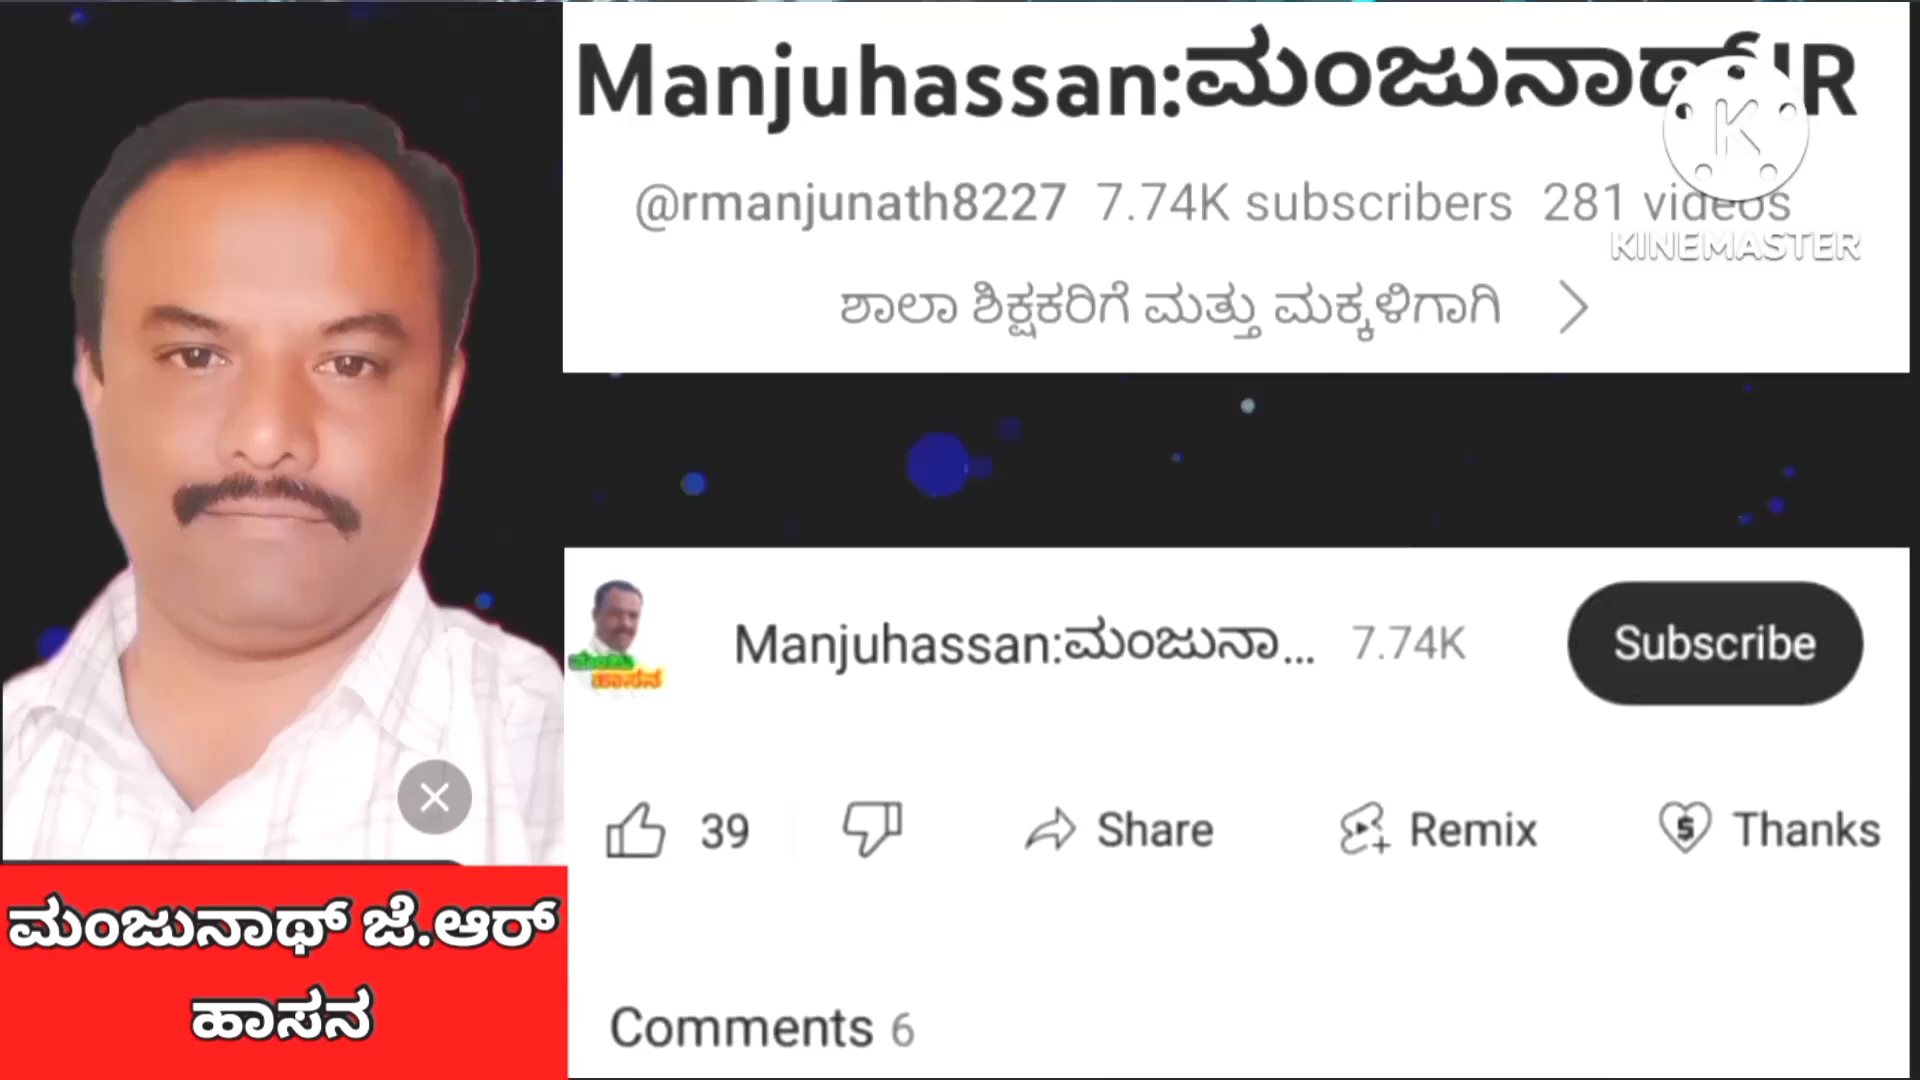 Manjuhassan:ಮಂಜುನಾಥ್ JR
K
@rmanjunath8227 7.74K subscribers 281 videos
KINEMASTER
ಶಾಲಾ ಶಿಕ್ಷಕರಿಗೆ ಮತ್ತು ಮಕ್ಕಳಿಗಾಗಿ
Manjuhassan:ಮಂಜುನಾ... 7.74K Subscribe
ಹಾಸನ
39 Share Remix Thanks
ಮಂಜುನಾಥ್ ಜೆ.ಆರ್
ಹಾಸನ
Comments 6